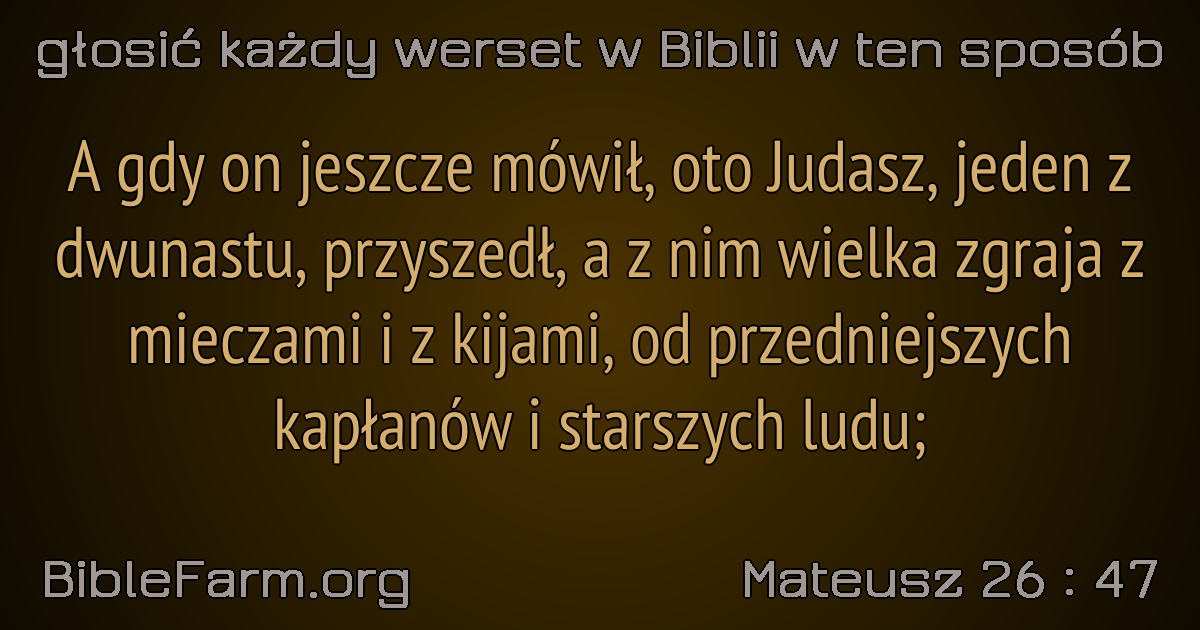 głosić każdy werset w Biblii w ten sposób
A gdy on jeszcze mówił, oto Judasz, jeden z
dwunastu, przyszedł, a z nim wielka zgraja z
mieczami i z kijami, od przedniejszych
kapłanów i starszych ludu;
BibleFarm.org
Mateusz 26 : 47